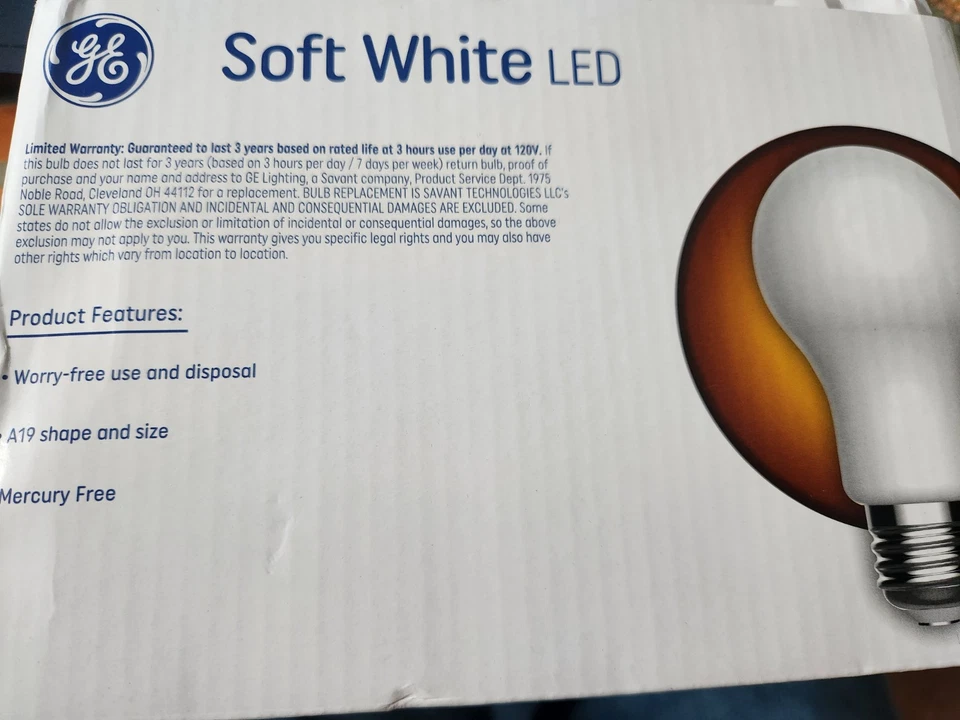 GE
Soft White LED
Limited Warranty: Guaranteed to last 3 years based on rated life at 3 hours use per day at 120V. If
this bulb does not last for 3 years (based on 3 hours per day / 7 days per week) return bulb, proof of
purchase and your name and address to GE Lighting, a Savant company, Product Service Dept. 1975
Noble Road, Cleveland OH 44112 for a replacement. BULB REPLACEMENT IS SAVANT TECHNOLOGIES LLC's
SOLE WARRANTY OBLIGATION AND INCIDENTAL AND CONSEQUENTIAL DAMAGES ARE EXCLUDED. Some
states do not allow the exclusion or limitation of incidental or consequential damages, so the above
exclusion may not apply to you. This warranty gives you specific legal rights and you may also have
other rights which vary from location to location.
Product Features:
• Worry-free use and disposal
• A19 shape and size
Mercury Free